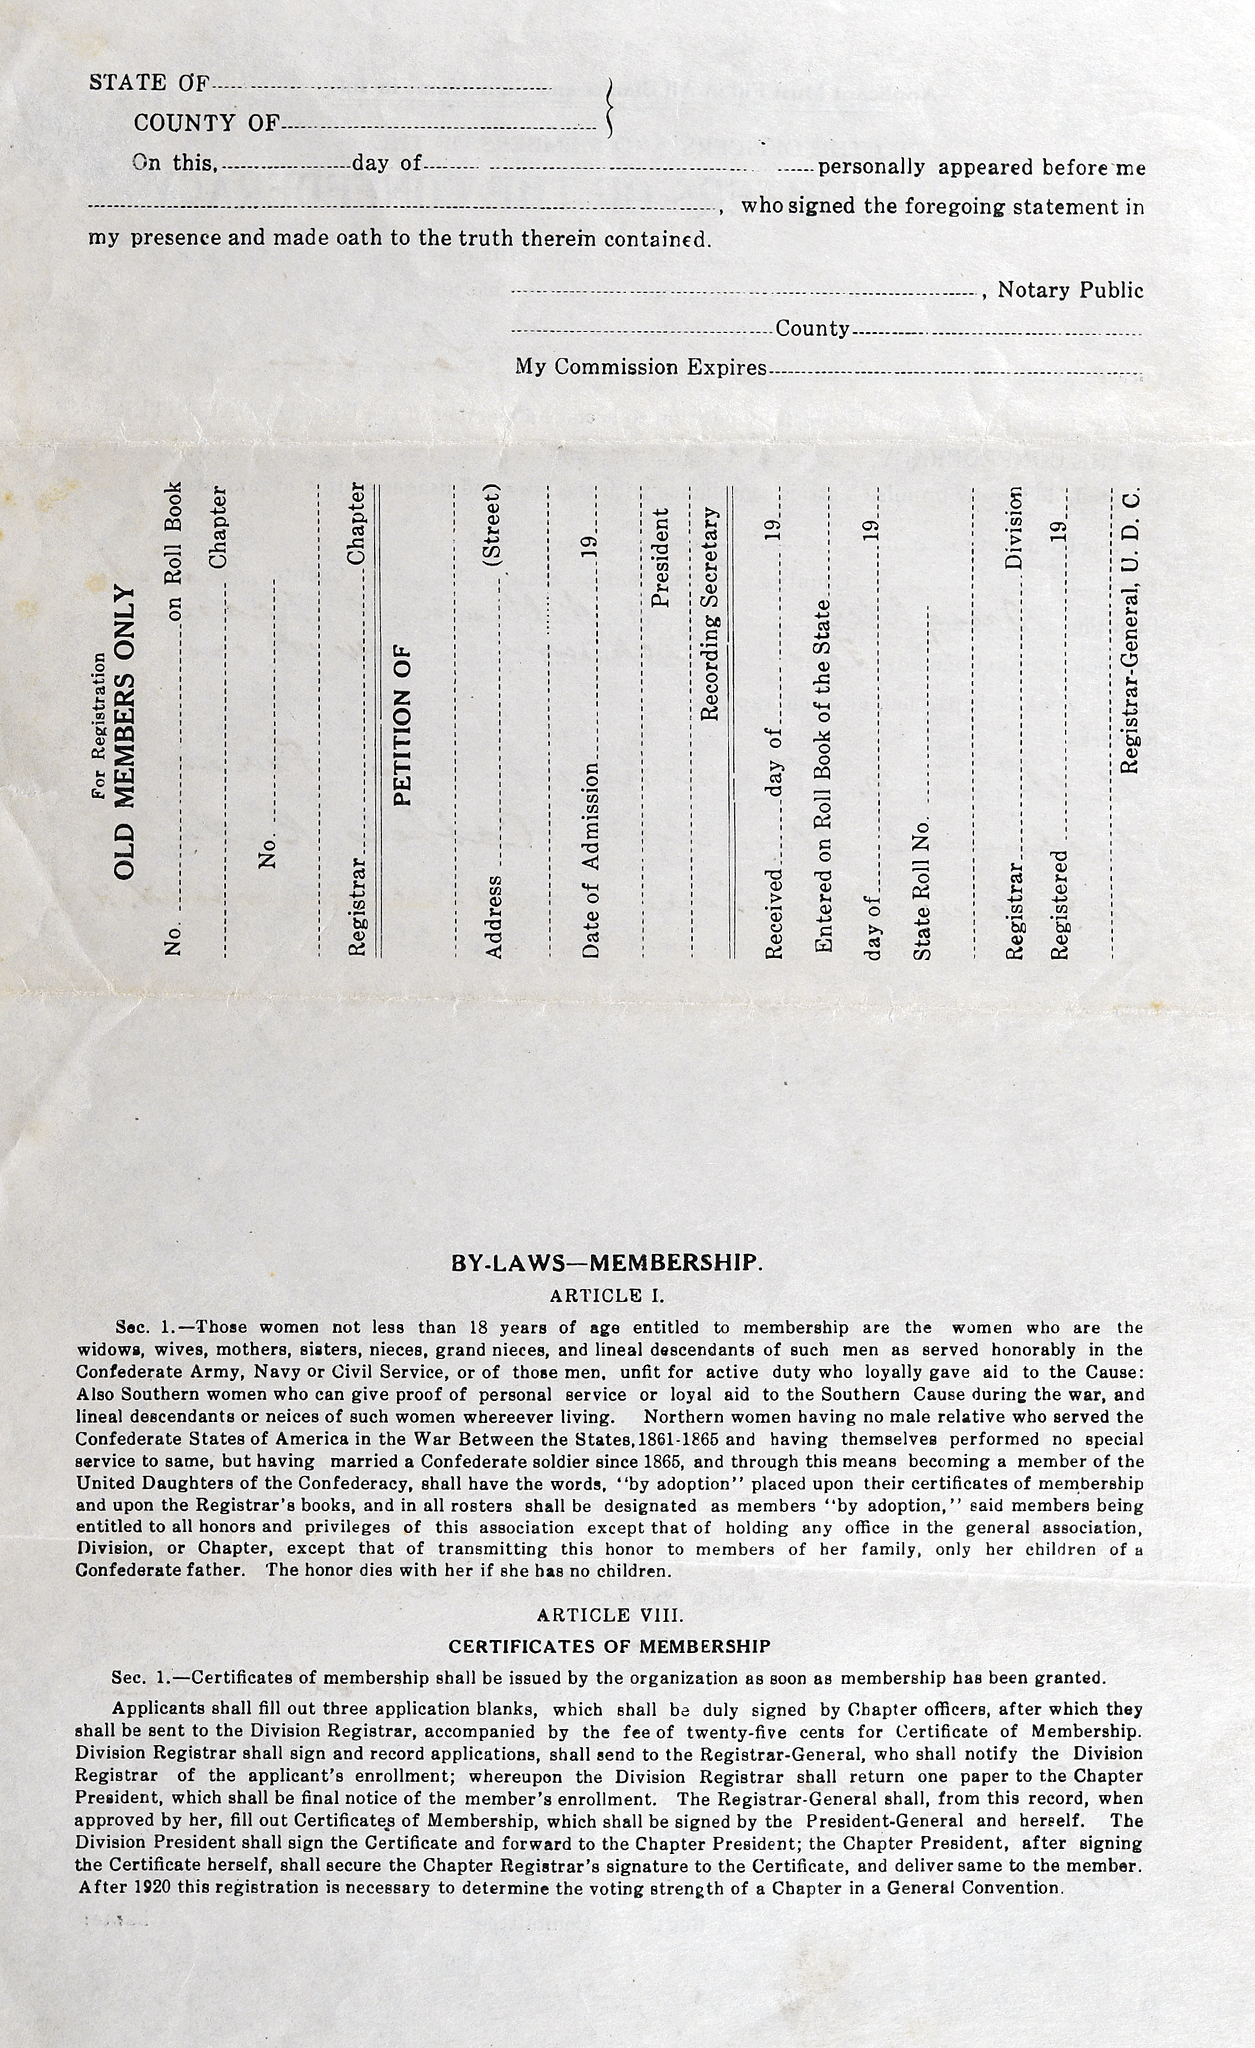 STATE OF
COUNTY OF
On this, day of personally appeared before me
, who signed the foregoing statement in
my presence and made oath to the truth therein contained.
, Notary Public
County
My Commission Expires
For Registration
OLD MEMBERS ONLY
No. on Roll Book
Chapter
No.
Registrar Chapter
PETITION OF
Address (Street)
Date of Admission 19
President
Recording Secretary
Received day of 19
Entered on Roll Book of the State
day of 19
State Roll No.
Registrar Division
Registered 19
Registrar-General, U. D. C.
BY-LAWS—MEMBERSHIP.
ARTICLE I.
Sec. 1.—Those women not less than 18 years of age entitled to membership are the women who are the
widows, wives, mothers, sisters, nieces, grand nieces, and lineal descendants of such men as served honorably in the
Confederate Army, Navy or Civil Service, or of those men, unfit for active duty who loyally gave aid to the Cause:
Also Southern women who can give proof of personal service or loyal aid to the Southern Cause during the war, and
lineal descendants or neices of such women whereever living. Northern women having no male relative who served the
Confederate States of America in the War Between the States, 1861-1865 and having themselves performed no special
service to same, but having married a Confederate soldier since 1865, and through this means becoming a member of the
United Daughters of the Confederacy, shall have the words, "by adoption" placed upon their certificates of membership
and upon the Registrar's books, and in all rosters shall be designated as members "by adoption," said members being
entitled to all honors and privileges of this association except that of holding any office in the general association,
Division, or Chapter, except that of transmitting this honor to members of her family, only her children of a
Confederate father. The honor dies with her if she has no children.
ARTICLE VIII.
CERTIFICATES OF MEMBERSHIP
Sec. 1.—Certificates of membership shall be issued by the organization as soon as membership has been granted.
Applicants shall fill out three application blanks, which shall be duly signed by Chapter officers, after which they
shall be sent to the Division Registrar, accompanied by the fee of twenty-five cents for Certificate of Membership.
Division Registrar shall sign and record applications, shall send to the Registrar-General, who shall notify the Division
Registrar of the applicant's enrollment; whereupon the Division Registrar shall return one paper to the Chapter
President, which shall be final notice of the member's enrollment. The Registrar-General shall, from this record, when
approved by her, fill out Certificates of Membership, which shall be signed by the President-General and herself. The
Division President shall sign the Certificate and forward to the Chapter President; the Chapter President, after signing
the Certificate herself, shall secure the Chapter Registrar's signature to the Certificate, and deliver same to the member.
After 1920 this registration is necessary to determine the voting strength of a Chapter in a General Convention.